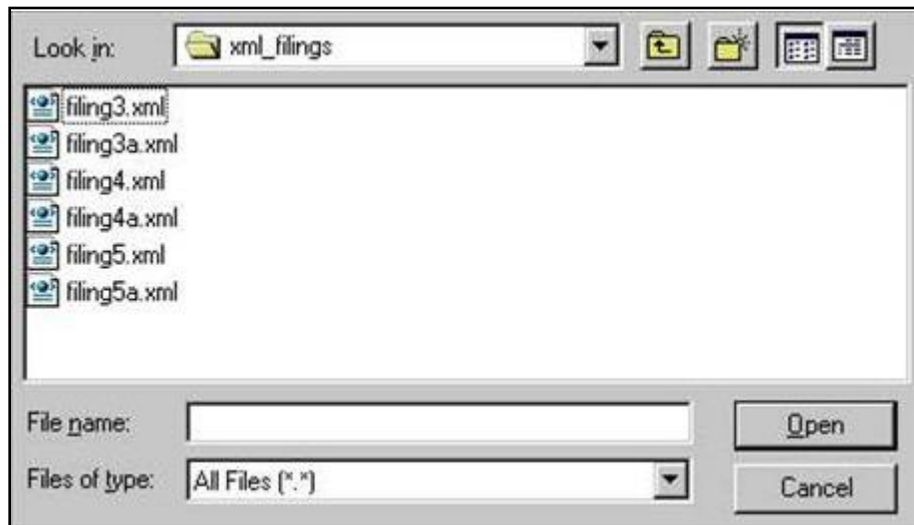 Look in: xml_filings
filing3.xml
filing3a.xml
filing4.xml
filing4a.xml
filing5.xml
filing5a.xml
File name: Open
Files of type: All Files (*.*) Cancel